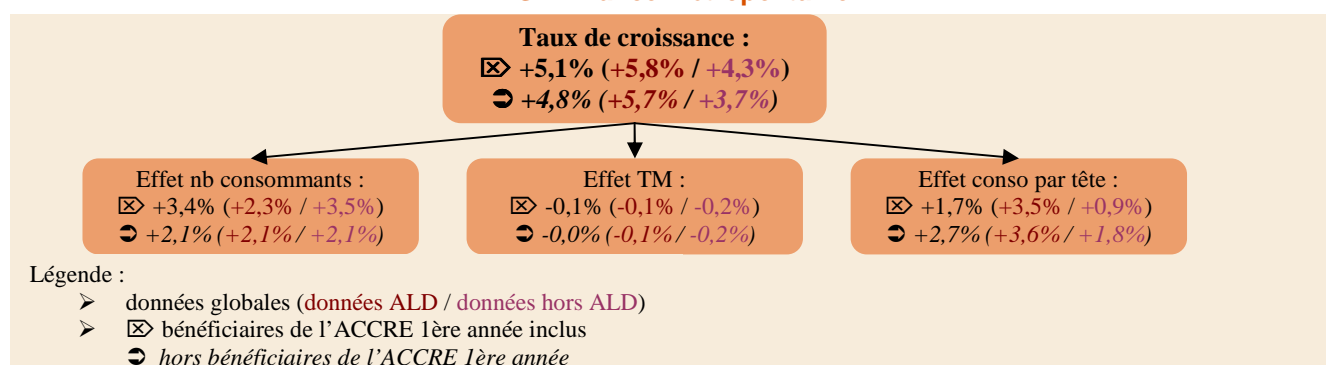 Taux de croissance :
⌦ +5,1% (+5,8% / +4,3%)
➲ +4,8% (+5,7% / +3,7%)
Effet nb consommants :
⌦ +3,4% (+2,3% / +3,5%)
➲ +2,1% (+2,1% / +2,1%)
Effet TM :
⌦ -0,1% (-0,1% / -0,2%)
➲ -0,0% (-0,1% / -0,2%)
Effet conso par tête :
⌦ +1,7% (+3,5% / +0,9%)
➲ +2,7% (+3,6% / +1,8%)
Légende :
➢ données globales (données ALD / données hors ALD)
➢ ⌦ bénéficiaires de l’ACCRE 1ère année inclus
➲ hors bénéficiaires de l’ACCRE 1ère année